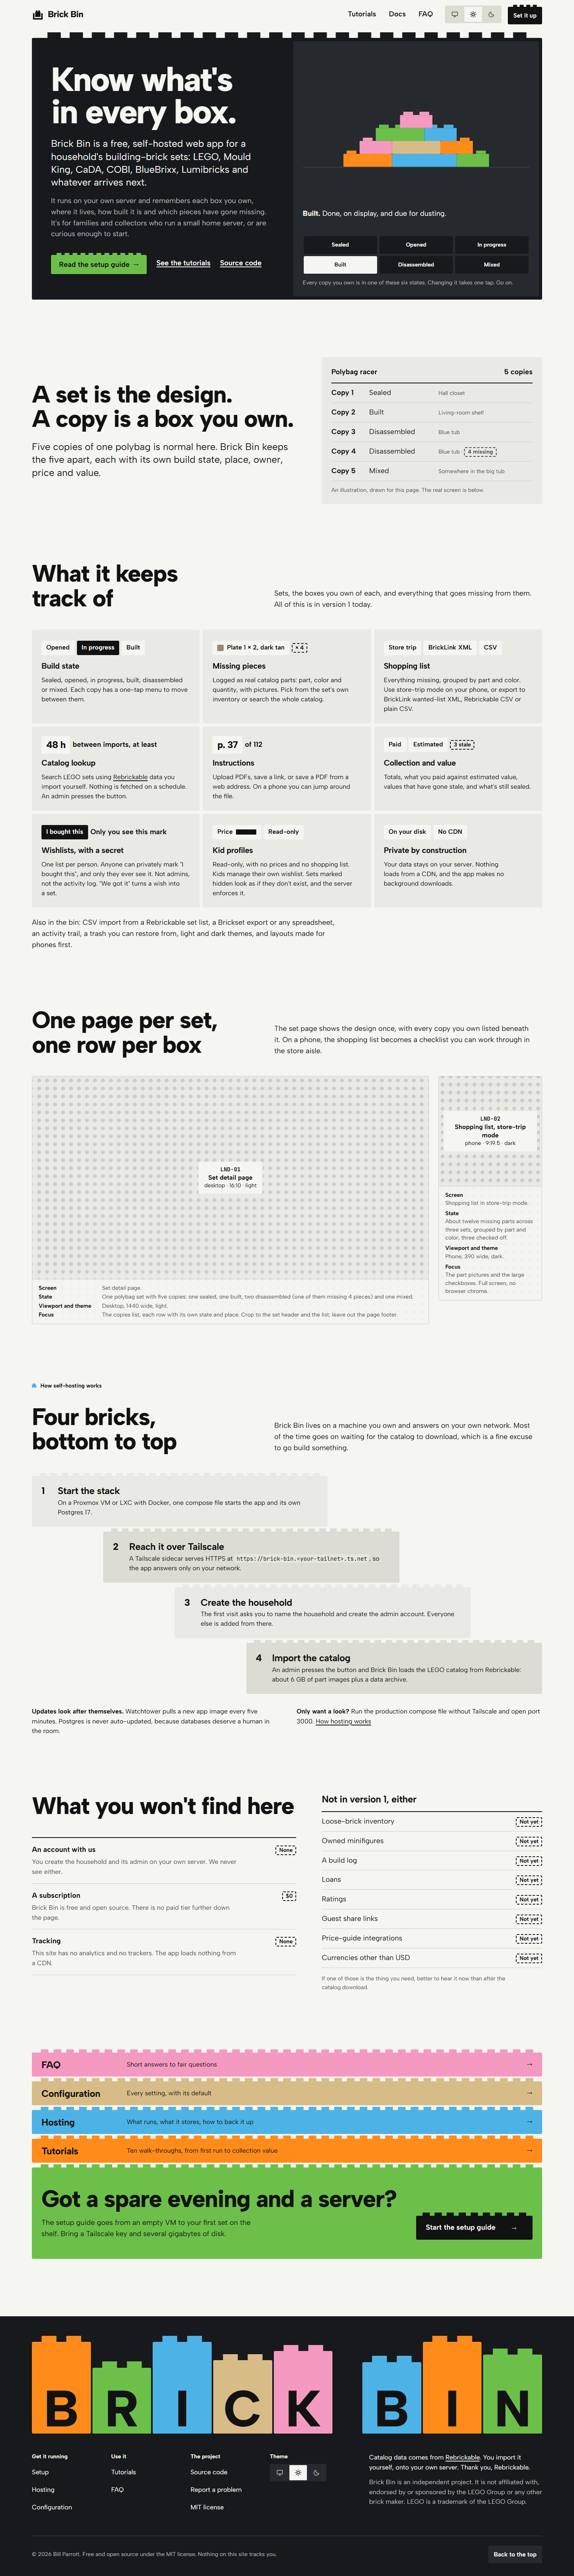 Brick Bin
Tutorials
Docs
FAQ
Set it up
Know what's
in every box.
Brick Bin is a free, self-hosted web app for a
household's building-brick sets: LEGO, Mould
King, CaDA, COBI, BlueBrixx, Lumibricks and
whatever arrives next.
It runs on your own server and remembers each box you own,
where it lives, how built it is and which pieces have gone missing.
It's for families and collectors who run a small home server, or are
curious enough to start.
Read the setup guide →
See the tutorials
Source code
Built. Done, on display, and due for dusting.
Sealed
Opened
In progress
Built
Disassembled
Mixed
Every copy you own is in one of these six states. Changing it takes one tap. Go on.
A set is the design.
A copy is a box you own.
Five copies of one polybag is normal here. Brick Bin keeps
the five apart, each with its own build state, place, owner,
price and value.
Polybag racer
5 copies
Copy 1 Sealed Hall closet
Copy 2 Built Living-room shelf
Copy 3 Disassembled Blue tub
Copy 4 Disassembled Blue tub 4 missing
Copy 5 Mixed Somewhere in the big tub
An illustration, drawn for this page. The real screen is below.
What it keeps
track of
Sets, the boxes you own of each, and everything that goes missing from them.
All of this is in version 1 today.
Opened In progress Built
Build state
Sealed, opened, in progress, built, disassembled
or mixed. Each copy has a one-tap menu to move
between them.
Plate 1 × 2, dark tan × 4
Missing pieces
Logged as real catalog parts: part, color and
quantity, with pictures. Pick from the set's own
inventory or search the whole catalog.
Store trip BrickLink XML CSV
Shopping list
Everything missing, grouped by part and color.
Use store-trip mode on your phone, or export to
BrickLink wanted-list XML, Rebrickable CSV or
plain CSV.
48 h between imports, at least
Catalog lookup
Search LEGO sets using Rebrickable data you
import yourself. Nothing is fetched on a schedule.
An admin presses the button.
p. 37 of 112
Instructions
Upload PDFs, save a link, or save a PDF from a
web address. On a phone you can jump around
the file.
Paid Estimated 3 stale
Collection and value
Totals, what you paid against estimated value,
values that have gone stale, and what's still sealed.
I bought this Only you see this mark
Wishlists, with a secret
One list per person. Anyone can privately mark "I
bought this", and only they ever see it. Not admins,
not the activity log. "We got it" turns a wish into
a set.
Price Read-only
Kid profiles
Read-only, with no prices and no shopping list.
Kids manage their own wishlist. Sets marked
hidden look as if they don't exist, and the server
enforces it.
On your disk No CDN
Private by construction
Your data stays on your server. Nothing
loads from a CDN, and the app makes no
background downloads.
Also in the bin: CSV import from a Rebrickable set list, a Brickset export or any spreadsheet,
an activity trail, a trash you can restore from, light and dark themes, and layouts made for
phones first.
One page per set,
one row per box
The set page shows the design once, with every copy you own listed beneath
it. On a phone, the shopping list becomes a checklist you can work through in
the store aisle.
LND-01
Set detail page
desktop · 16:10 · light
Screen Set detail page.
State One polybag set with five copies: one sealed, one built, two disassembled (one of them missing 4 pieces) and one mixed.
Viewport and theme Desktop, 1440 wide, light.
Focus The copies list, each row with its own state and place. Crop to the set header and the list; leave out the page footer.
LND-02
Shopping list, store-trip
mode
phone · 9:19.5 · dark
Screen
Shopping list in store-trip mode.
State
About twelve missing parts across
three sets, grouped by part and
color, three checked off.
Viewport and theme
Phone, 390 wide, dark.
Focus
The part pictures and the large
checkboxes. Full screen, no
browser chrome.
How self-hosting works
Four bricks,
bottom to top
Brick Bin lives on a machine you own and answers on your own network. Most
of the time goes on waiting for the catalog to download, which is a fine excuse
to go build something.
1 Start the stack
On a Proxmox VM or LXC with Docker, one compose file starts the app and its own
Postgres 17.
2 Reach it over Tailscale
A Tailscale sidecar serves HTTPS at https://brick-bin.<your-tailnet>.ts.net, so
the app answers only on your network.
3 Create the household
The first visit asks you to name the household and create the admin account. Everyone
else is added from there.
4 Import the catalog
An admin presses the button and Brick Bin loads the LEGO catalog from Rebrickable:
about 6 GB of part images plus a data archive.
Updates look after themselves. Watchtower pulls a new app image every five
minutes. Postgres is never auto-updated, because databases deserve a human in
the room.
Only want a look? Run the production compose file without Tailscale and open port
3000. How hosting works
What you won't find here
An account with us None
You create the household and its admin on your own server. We never
see either.
A subscription $0
Brick Bin is free and open source. There is no paid tier further down
the page.
Tracking None
This site has no analytics and no trackers. The app loads nothing from
a CDN.
Not in version 1, either
Loose-brick inventory Not yet
Owned minifigures Not yet
A build log Not yet
Loans Not yet
Ratings Not yet
Guest share links Not yet
Price-guide integrations Not yet
Currencies other than USD Not yet
If one of those is the thing you need, better to hear it now than after the
catalog download.
FAQ Short answers to fair questions →
Configuration Every setting, with its default →
Hosting What runs, what it stores, how to back it up →
Tutorials Ten walk-throughs, from first run to collection value →
Got a spare evening and a server?
The setup guide goes from an empty VM to your first set on the
shelf. Bring a Tailscale key and several gigabytes of disk.
Start the setup guide →
BRICK BIN
Get it running
Setup
Hosting
Configuration
Use it
Tutorials
FAQ
The project
Source code
Report a problem
MIT license
Theme
Catalog data comes from Rebrickable. You import it
yourself, onto your own server. Thank you, Rebrickable.
Brick Bin is an independent project. It is not affiliated with,
endorsed by or sponsored by the LEGO Group or any other
brick maker. LEGO is a trademark of the LEGO Group.
© 2026 Bill Parrott. Free and open source under the MIT license. Nothing on this site tracks you.
Back to the top